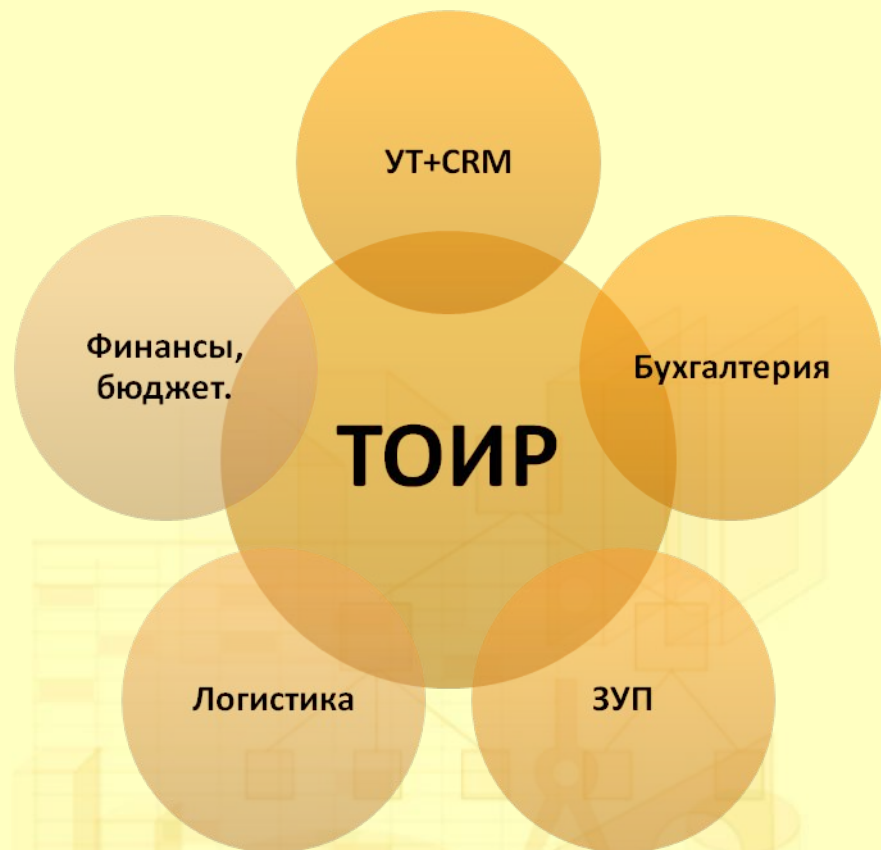 УТ+CRM
Финансы,
бюджет.
Бухгалтерия
ТОИР
Логистика
ЗУП